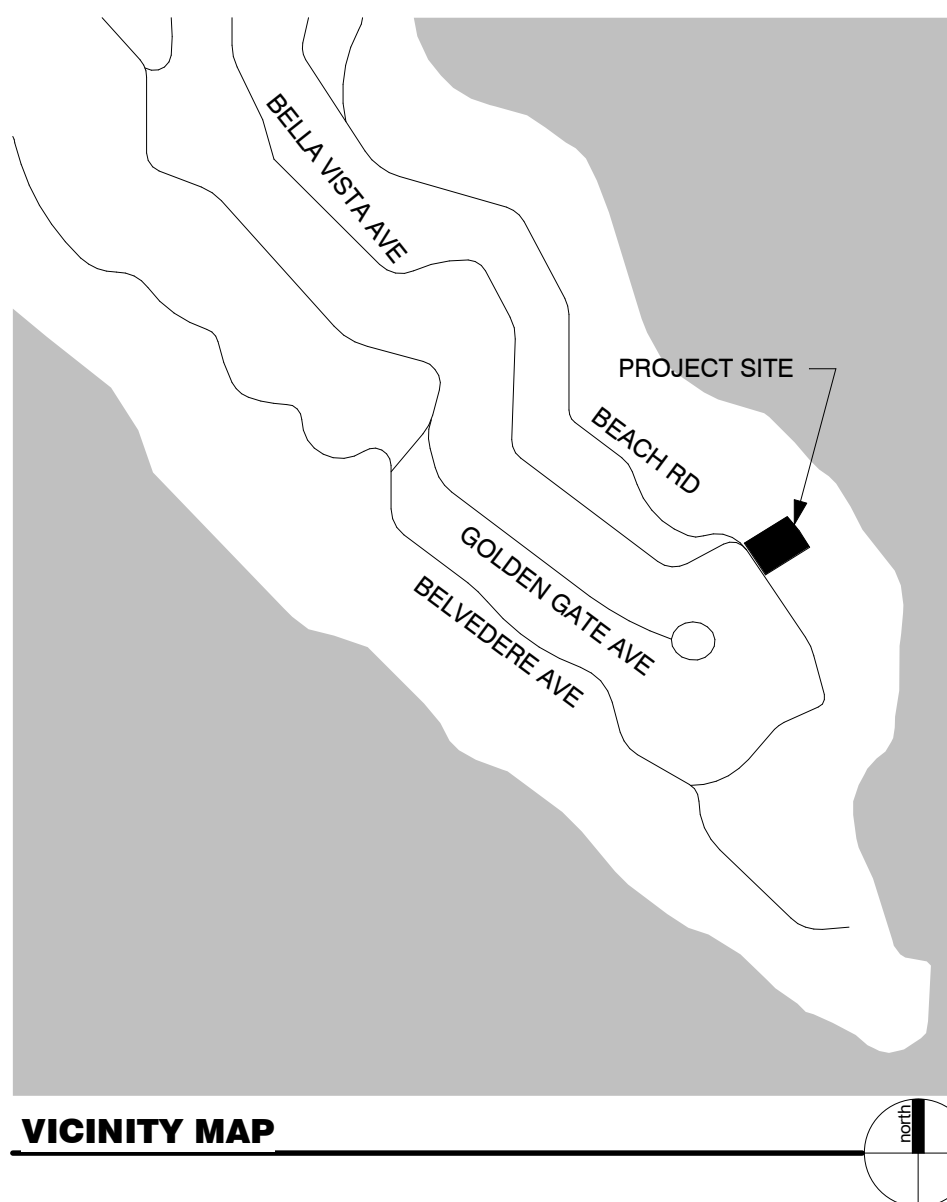 BELLA VISTA AVE
PROJECT SITE
BEACH RD
GOLDEN GATE AVE
BELVEDERE AVE
VICINITY MAP
north